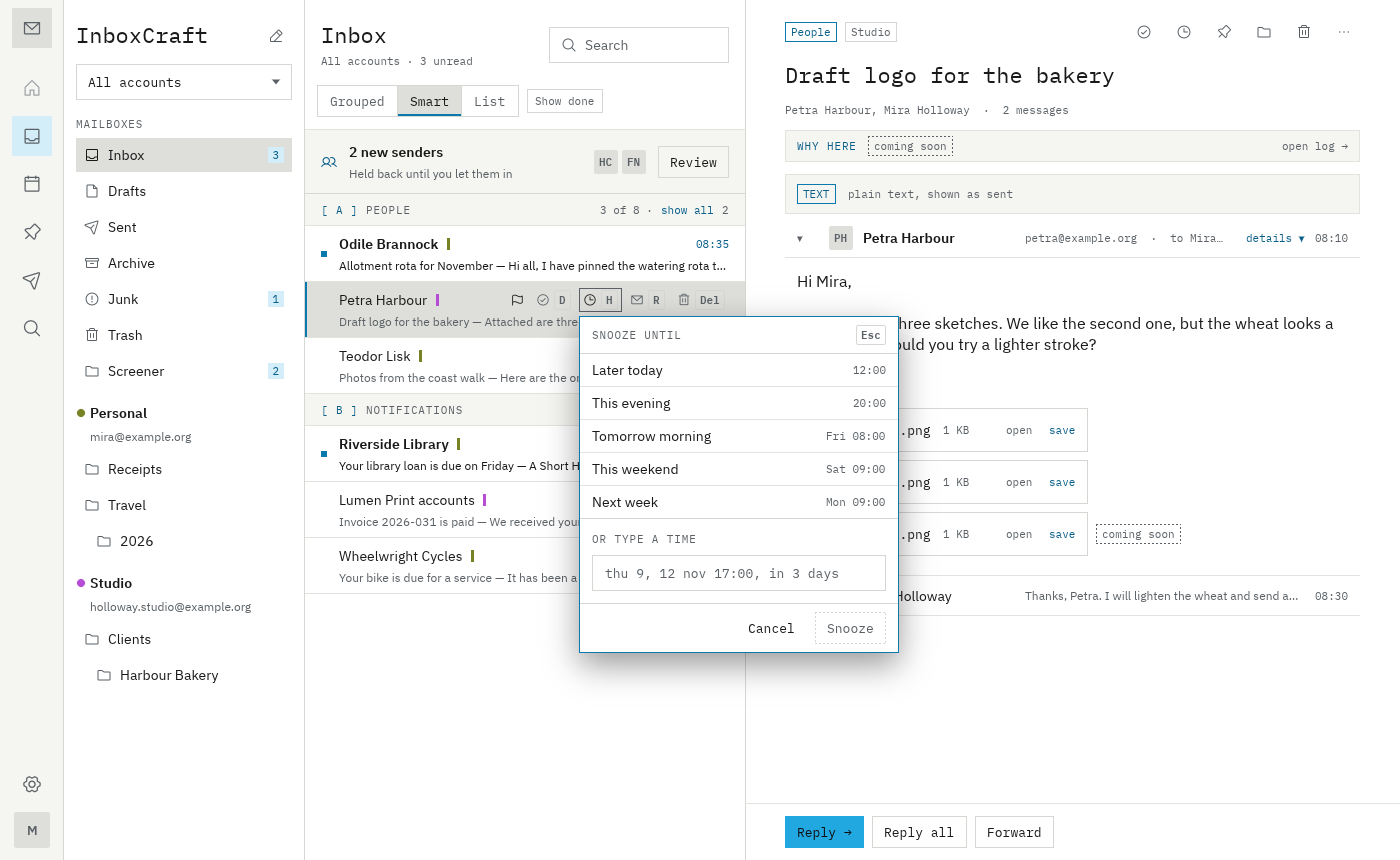 InboxCraft
All accounts
MAILBOXES
Inbox 3
Drafts
Sent
Archive
Junk 1
Trash
Screener 2
Personal
mira@example.org
Receipts
Travel
2026
Studio
holloway.studio@example.org
Clients
Harbour Bakery
M
Inbox
All accounts · 3 unread
Search
Grouped Smart List Show done
2 new senders
Held back until you let them in
HC FN Review
[ A ] PEOPLE 3 of 8 · show all 2
Odile Brannock 08:35
Allotment rota for November — Hi all, I have pinned the watering rota t…
Petra Harbour D H R Del
Draft logo for the bakery — Attached are thre
Teodor Lisk
Photos from the coast walk — Here are the
[ B ] NOTIFICATIONS
Riverside Library
Your library loan is due on Friday — A Short
Lumen Print accounts
Invoice 2026-031 is paid — We received your
Wheelwright Cycles
Your bike is due for a service — It has been a
SNOOZE UNTIL Esc
Later today 12:00
This evening 20:00
Tomorrow morning Fri 08:00
This weekend Sat 09:00
Next week Mon 09:00
OR TYPE A TIME
thu 9, 12 nov 17:00, in 3 days
Cancel Snooze
People Studio
Draft logo for the bakery
Petra Harbour, Mira Holloway · 2 messages
WHY HERE coming soon open log →
TEXT plain text, shown as sent
▾ PH Petra Harbour petra@example.org · to Mira… details ▾ 08:10
Hi Mira,
hree sketches. We like the second one, but the wheat looks a
ould you try a lighter stroke?
.png 1 KB open save
.png 1 KB open save
.png 1 KB open save coming soon
Holloway Thanks, Petra. I will lighten the wheat and send a… 08:30
Reply → Reply all Forward